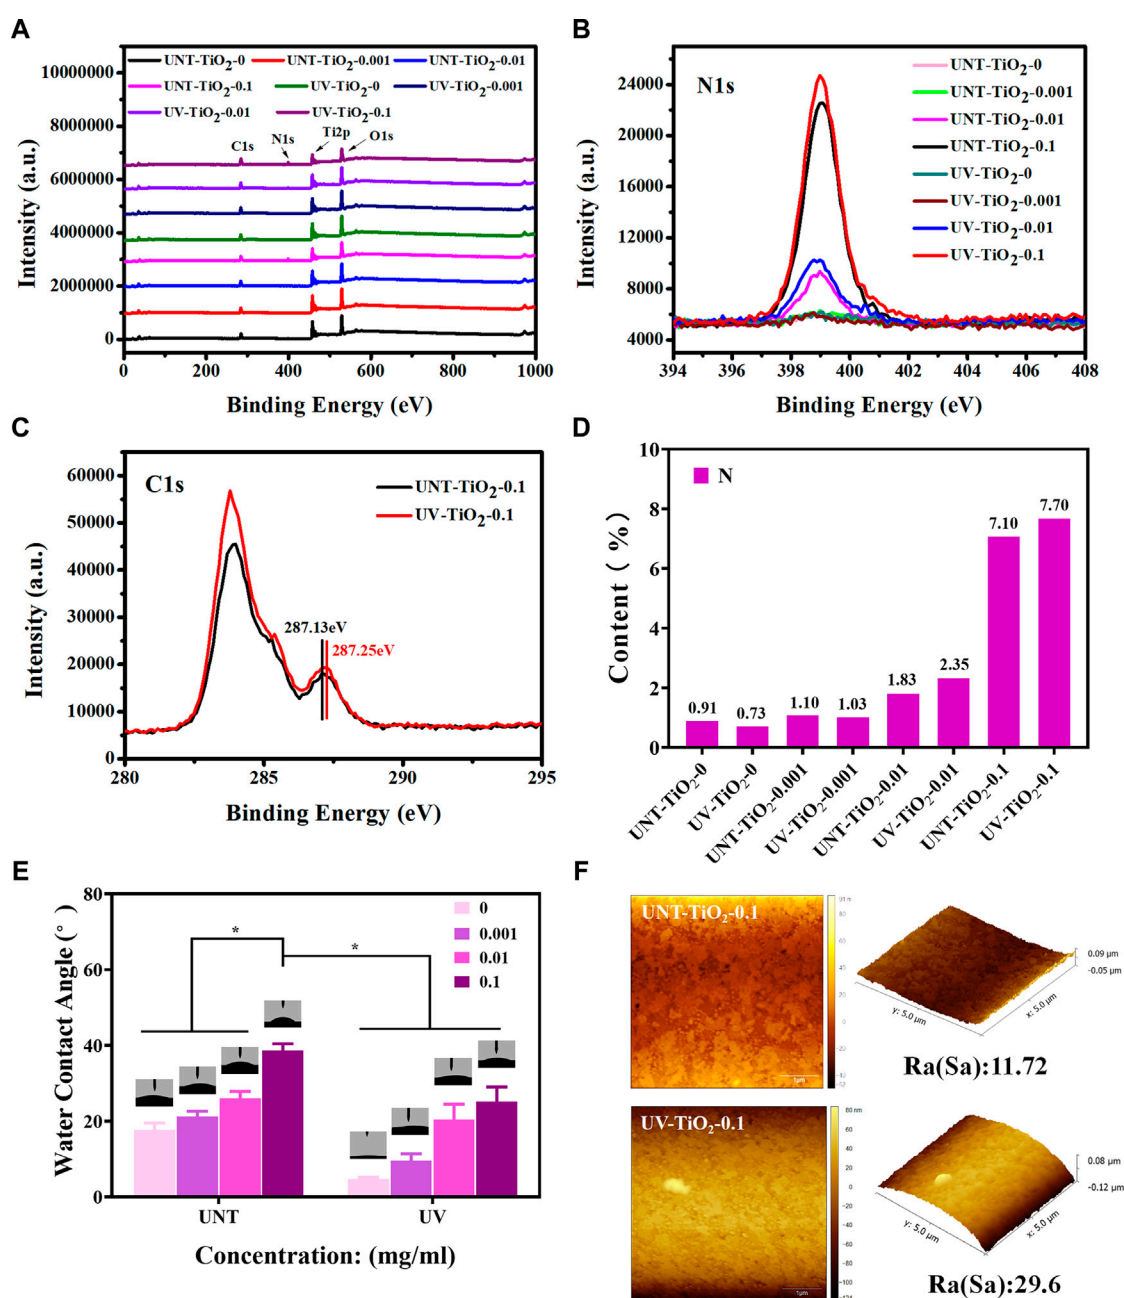 A
UNT-TiO2-0 UNT-TiO2-0.001 UNT-TiO2-0.01
UNT-TiO2-0.1 UV-TiO2-0 UV-TiO2-0.001
UV-TiO2-0.01 UV-TiO2-0.1
C1s N1s Ti2p O1s
10000000
8000000
6000000
4000000
2000000
0
0 200 400 600 800 1000
Intensity (a.u.)
Binding Energy (eV)
B
N1s
UNT-TiO2-0
UNT-TiO2-0.001
UNT-TiO2-0.01
UNT-TiO2-0.1
UV-TiO2-0
UV-TiO2-0.001
UV-TiO2-0.01
UV-TiO2-0.1
24000
20000
16000
12000
8000
4000
394 396 398 400 402 404 406 408
Intensity (a.u.)
Binding Energy (eV)
C
C1s
UNT-TiO2-0.1
UV-TiO2-0.1
287.13eV
287.25eV
60000
50000
40000
30000
20000
10000
0
280 285 290 295
Intensity (a.u.)
Binding Energy (eV)
D
N
10
8
6
4
2
0
Content ( %)
0.91 0.73 1.10 1.03 1.83 2.35 7.10 7.70
UNT-TiO2-0
UV-TiO2-0
UNT-TiO2-0.001
UV-TiO2-0.001
UNT-TiO2-0.01
UV-TiO2-0.01
UNT-TiO2-0.1
UV-TiO2-0.1
E
80
60
40
20
0
Water Contact Angle (°)
0
0.001
0.01
0.1
* *
UNT UV
Concentration: (mg/ml)
F
UNT-TiO2-0.1
1µm
80
60
40
20
0
-20
-40
0.09 µm
-0.05
y: 5.0 µm
x: 5.0 µm
Ra(Sa):11.72
UV-TiO2-0.1
1µm
80 nm
60
40
20
0
-20
-40
-60
-80
-100
0.08 µm
-0.12
y: 5.0 µm
x: 5.0 µm
Ra(Sa):29.6